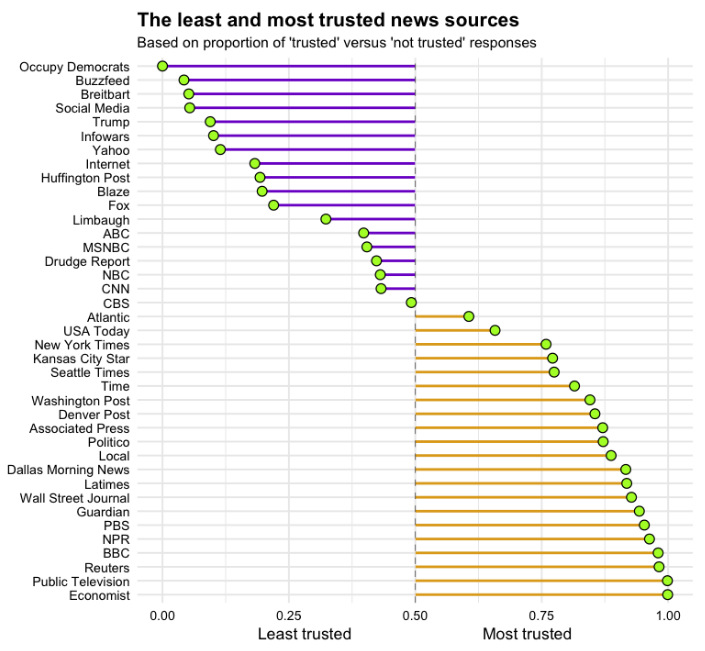 The least and most trusted news sources
Based on proportion of 'trusted' versus 'not trusted' responses
Occupy Democrats
Buzzfeed
Breitbart
Social Media
Trump
Infowars
Yahoo
Internet
Huffington Post
Blaze
Fox
Limbaugh
ABC
MSNBC
Drudge Report
NBC
CNN
CBS
Atlantic
USA Today
New York Times
Kansas City Star
Seattle Times
Time
Washington Post
Denver Post
Associated Press
Politico
Local
Dallas Morning News
Latimes
Wall Street Journal
Guardian
PBS
NPR
BBC
Reuters
Public Television
Economist
0.00 0.25 0.50 0.75 1.00
Least trusted Most trusted